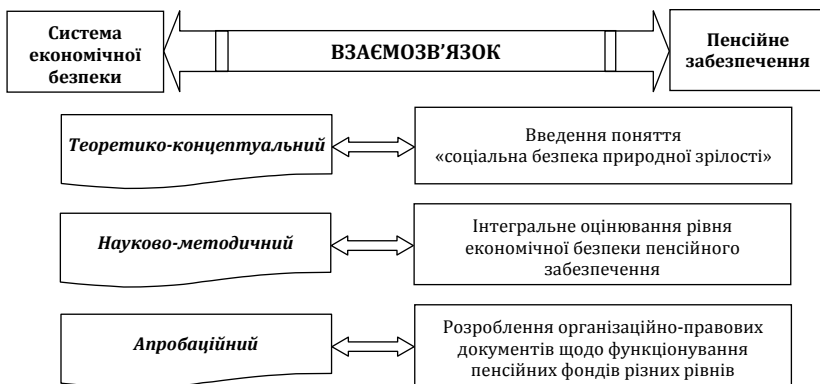 Система
економічної
безпеки
ВЗАЄМОЗВ’ЯЗОК
Пенсійне
забезпечення
Теоретико-концептуальний
Введення поняття
«соціальна безпека природної зрілості»
Науково-методичний
Інтегральне оцінювання рівня
економічної безпеки пенсійного
забезпечення
Апробаційний
Розроблення організаційно-правових
документів щодо функціонування
пенсійних фондів різних рівнів